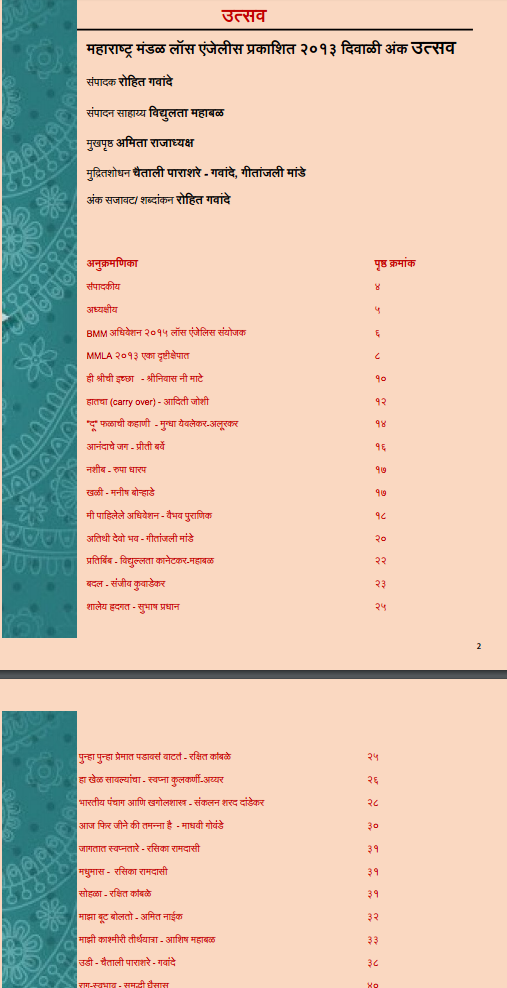 उत्सव
महाराष्ट्र मंडळ लॉस एंजेलीस प्रकाशित २०१३ दिवाळी अंक उत्सव
संपादक रोहित गवांदे
संपादन साहाय्य विद्युलता महाबळ
मुखपृष्ठ अमिता राजाध्यक्ष
मुद्रितशोधन चैताली पाराशरे - गवांदे, गीतांजली मांडे
अंक सजावट/ शब्दांकन रोहित गवांदे
अनुक्रमणिका पृष्ठ क्रमांक
संपादकीय ४
अध्यक्षीय ५
BMM अधिवेशन २०१५ लॉस एंजेलिस संयोजक ६
MMLA २०१३ एका दृष्टीक्षेपात ८
ही श्रीची इच्छा - श्रीनिवास नी माटे १०
हातचा (carry over) - आदिती जोशी १२
"दू" फळाची कहाणी - मुग्धा येवलेकर-अलूरकर १४
आनंदाचे जग - प्रीती बर्वे १६
नशीब - रुपा धारप १७
खळी - मनीष बोन्हाडे १७
मी पाहिलेले अधिवेशन - वैभव पुराणिक १८
अतिथी देवो भव - गीतांजली मांडे २०
प्रतिबिंब - विद्युल्लता कानेटकर-महाबळ २२
बदल - संजीव कुवाडेकर २३
शालेय हृदगत - सुभाष प्रधान २५
2
पुन्हा पुन्हा प्रेमात पडावसं वाटतं - रक्षित कांबळे २५
हा खेळ सावल्यांचा - स्वप्ना कुलकर्णी-अय्यर २६
भारतीय पंचाग आणि खगोलशास्त्र - संकलन शरद दांडेकर २८
आज फिर जीने की तमन्ना है - माधवी गोवंडे ३०
जागतात स्वप्नतारे - रसिका रामदासी ३१
मधुमास - रसिका रामदासी ३१
सोहळा - रक्षित कांबळे ३१
माझा बूट बोलतो - अमित नाईक ३२
माझी काश्मीरी तीर्थयात्रा - आशिष महाबळ ३३
उडी - चैताली पाराशरे - गवांदे ३८
राग-स्वभाव - समृद्धी घैसास ४०